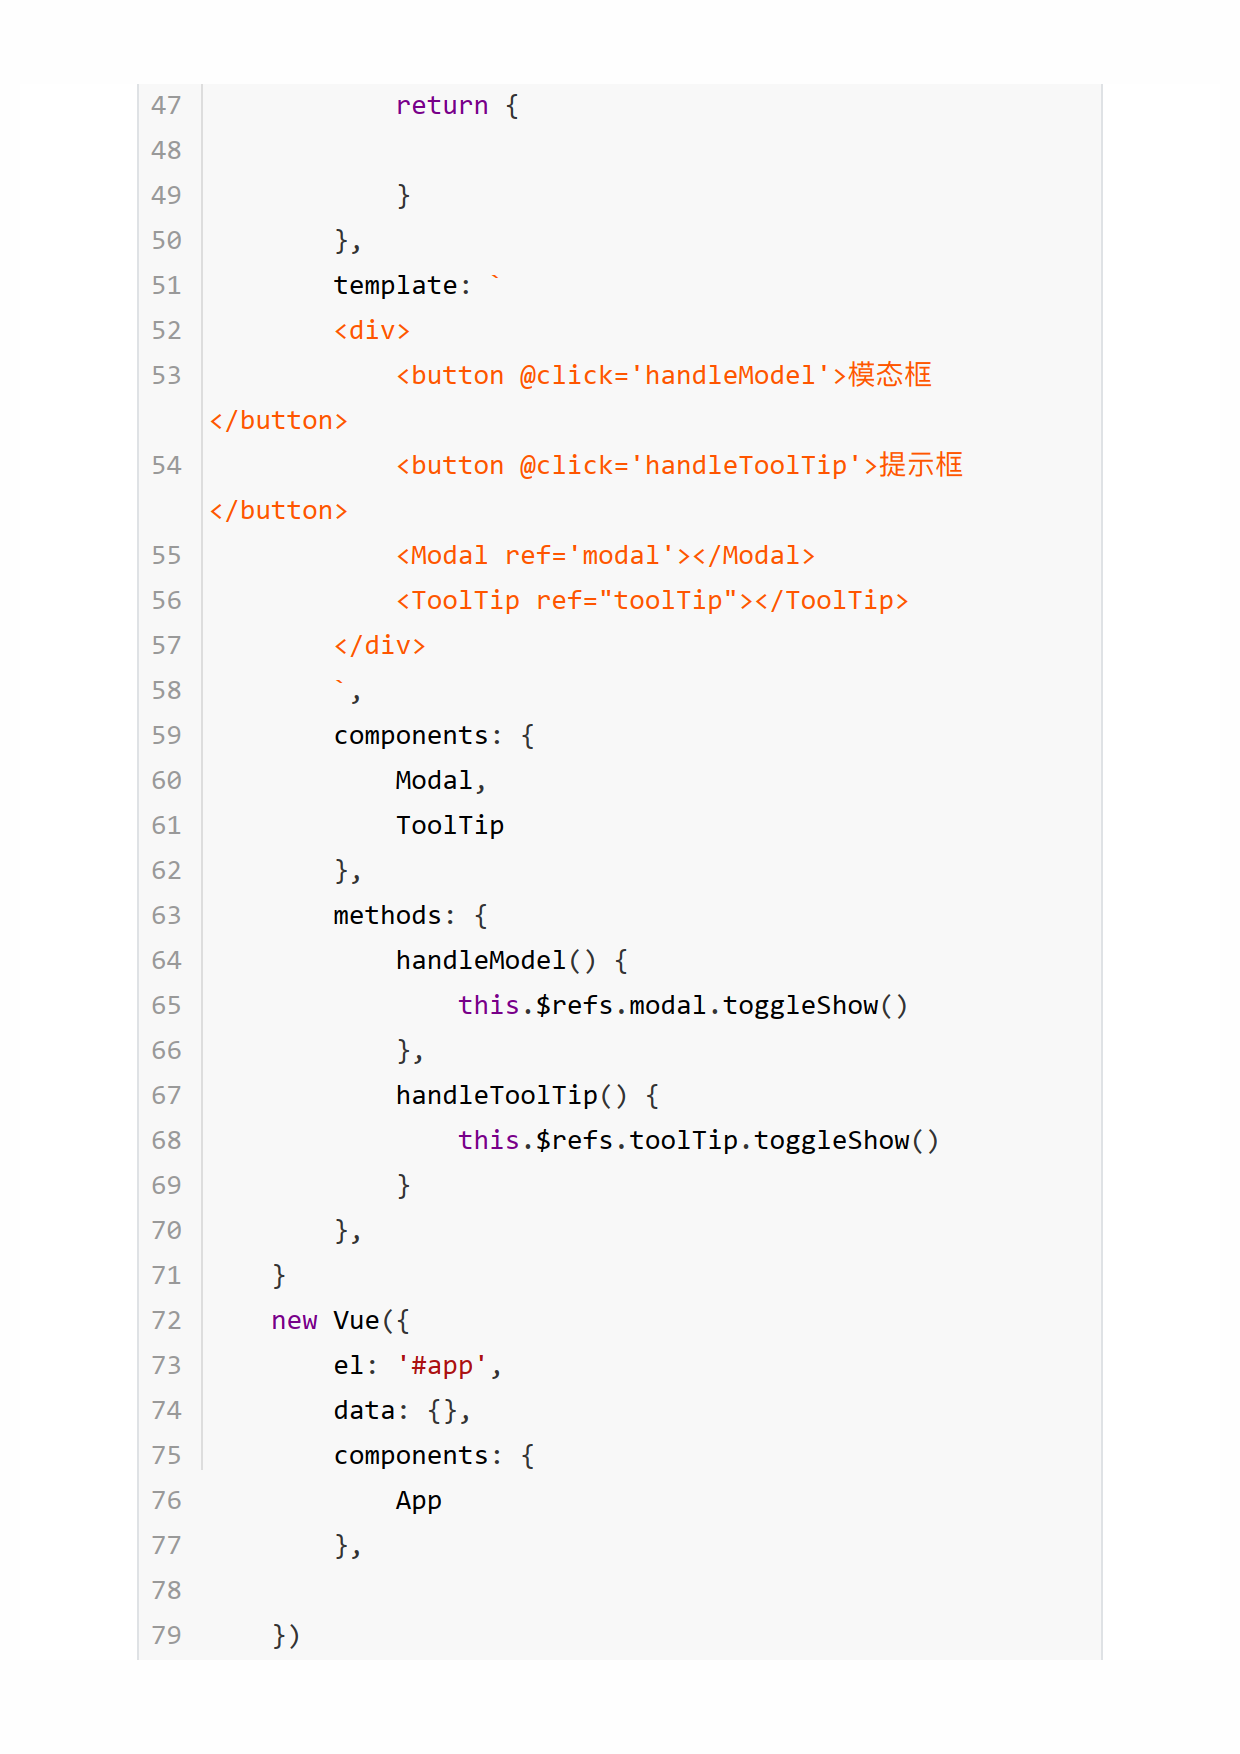 47             return {
48
49             }
50         },
51         template: `
52         <div>
53             <button @click='handleModel'>模态框
</button>
54             <button @click='handleToolTip'>提示框
</button>
55             <Modal ref='modal'></Modal>
56             <ToolTip ref="toolTip"></ToolTip>
57         </div>
58         `,
59         components: {
60             Modal,
61             ToolTip
62         },
63         methods: {
64             handleModel() {
65                 this.$refs.modal.toggleShow()
66             },
67             handleToolTip() {
68                 this.$refs.toolTip.toggleShow()
69             }
70         },
71     }
72     new Vue({
73         el: '#app',
74         data: {},
75         components: {
76             App
77         },
78
79     })